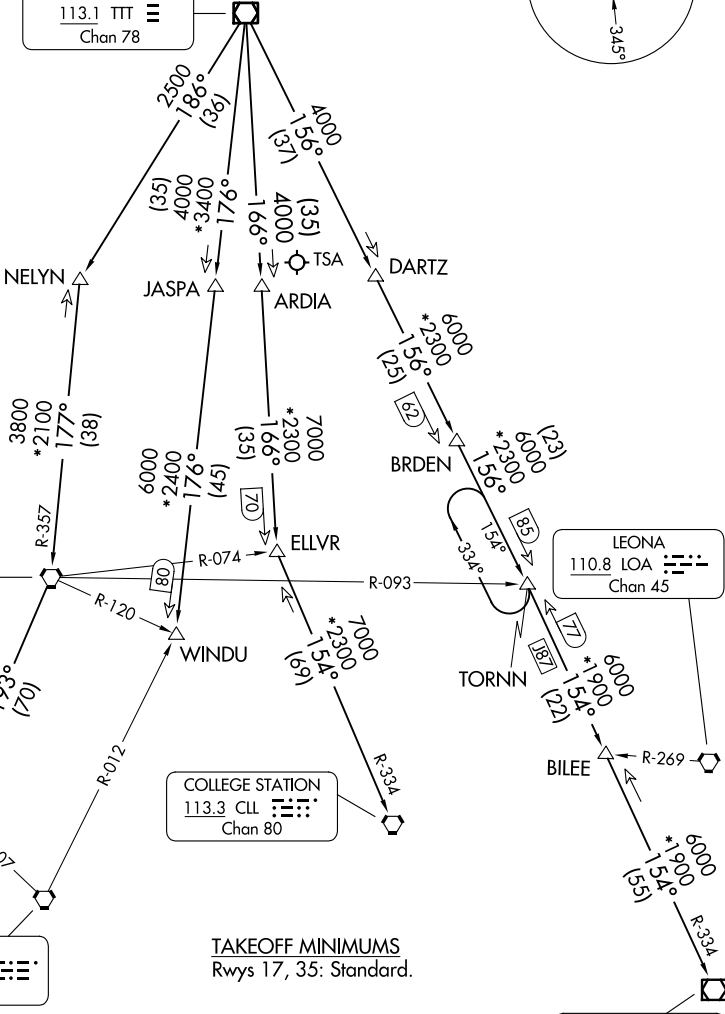 113.1 TTT
Chan 78
345°
2500
186°
(36)
(35)
4000
*3400
176°
166°
4000
(35)
4000
156°
(37)
TSA
NELYN
JASPA
ARDIA
DARTZ
3800
*2100
177°
(38)
6000
*2400
176°
(45)
7000
*2300
166°
(35)
6000
*2300
156°
(25)
62
BRDEN
(23)
6000
*2300
156°
R-357
70
ELLVR
154°
334°
85
LEONA
110.8 LOA
Chan 45
R-074
80
R-093
R-120
WINDU
77
J87
TORNN
7000
*2300
154°
(69)
6000
*1900
154°
(22)
93°
(70)
R-012
BILEE
R-269
COLLEGE STATION
113.3 CLL
Chan 80
R-334
6000
*1900
154°
(55)
R-334
07
TAKEOFF MINIMUMS
Rwys 17, 35: Standard.